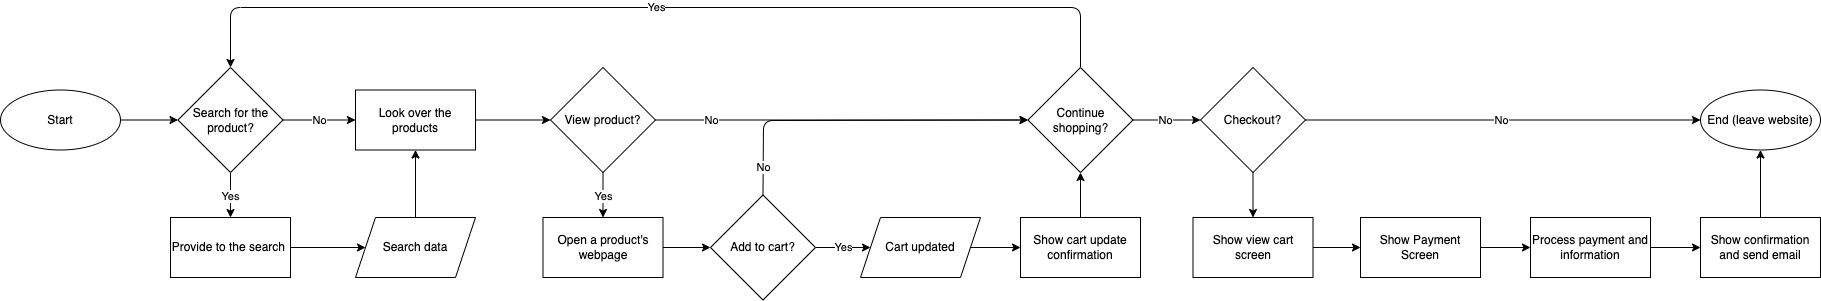 Yes
Start
Search for the
product?
No
Look over the
products
View product?
No
Continue
shopping?
No
Checkout?
No
End (leave website)
No
Yes
Yes
Provide to the search
Search data
Open a product's
webpage
Add to cart?
Yes
Cart updated
Show cart update
confirmation
Show view cart
screen
Show Payment
Screen
Process payment and
information
Show confirmation
and send email